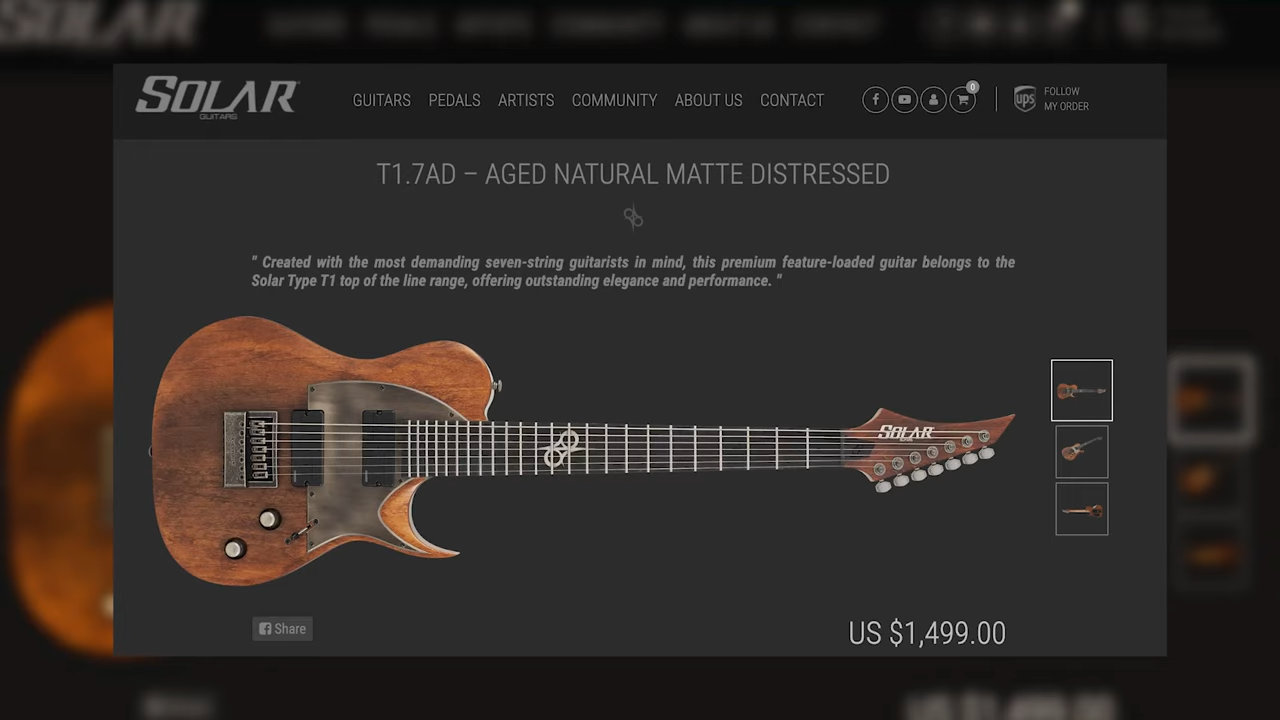 SOLAR
GUITARS
GUITARS PEDALS ARTISTS COMMUNITY ABOUT US CONTACT
0
ups
FOLLOW
MY ORDER
T1.7AD – AGED NATURAL MATTE DISTRESSED
" Created with the most demanding seven-string guitarists in mind, this premium feature-loaded guitar belongs to the
Solar Type T1 top of the line range, offering outstanding elegance and performance. "
SOLAR
Share
US $1,499.00